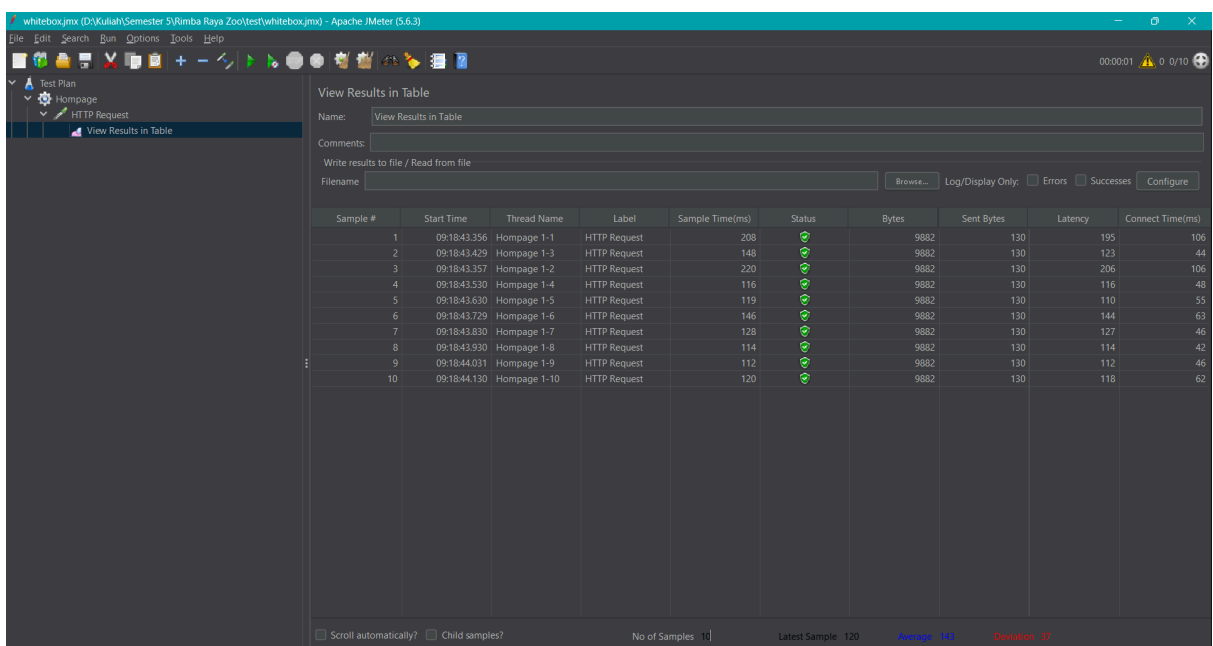 whitebox.jmx (D:\Kuliah\Semester 5\Rimba Raya Zoo\test\whitebox.jmx) - Apache JMeter (5.6.3)
File Edit Search Run Options Tools Help
00:00:01 0 0/10
Test Plan
Hompage
HTTP Request
View Results in Table
View Results in Table
Name: View Results in Table
Comments:
Write results to file / Read from file
Filename Browse... Log/Display Only: Errors Successes Configure
Sample # Start Time Thread Name Label Sample Time(ms) Status Bytes Sent Bytes Latency Connect Time(ms)
1 09:18:43.356 Hompage 1-1 HTTP Request 208 9882 130 195 106
2 09:18:43.429 Hompage 1-3 HTTP Request 148 9882 130 123 44
3 09:18:43.357 Hompage 1-2 HTTP Request 220 9882 130 206 106
4 09:18:43.530 Hompage 1-4 HTTP Request 116 9882 130 116 48
5 09:18:43.630 Hompage 1-5 HTTP Request 119 9882 130 110 55
6 09:18:43.729 Hompage 1-6 HTTP Request 146 9882 130 144 63
7 09:18:43.830 Hompage 1-7 HTTP Request 128 9882 130 127 46
8 09:18:43.930 Hompage 1-8 HTTP Request 114 9882 130 114 42
9 09:18:44.031 Hompage 1-9 HTTP Request 112 9882 130 112 46
10 09:18:44.130 Hompage 1-10 HTTP Request 120 9882 130 118 62
Scroll automatically? Child samples? No of Samples 10 Latest Sample 120 Average 143 Deviation 37